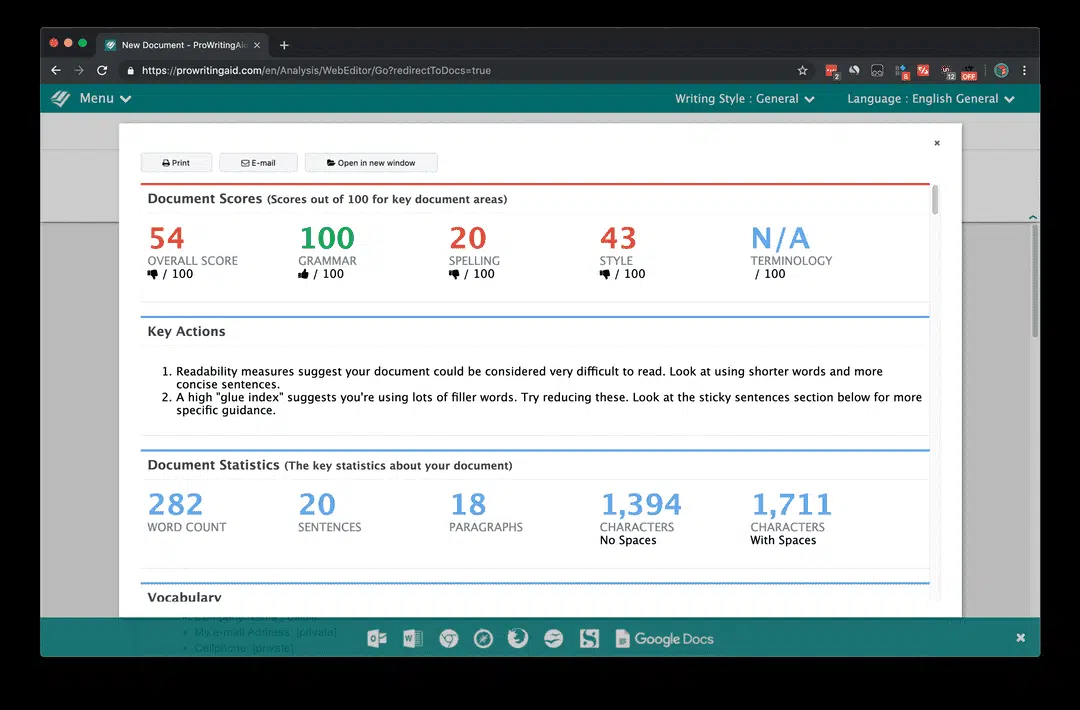 New Document - ProWritingAid
https://prowritingaid.com/en/Analysis/WebEditor/Go?redirectToDocs=true
2
8
12
OFF
Menu
Writing Style : General
Language : English General
Print
E-mail
Open in new window
Document Scores (Scores out of 100 for key document areas)
54
100
20
43
N/A
OVERALL SCORE
GRAMMAR
SPELLING
STYLE
TERMINOLOGY
/ 100
/ 100
/ 100
/ 100
/ 100
Key Actions
1. Readability measures suggest your document could be considered very difficult to read. Look at using shorter words and more
concise sentences.
2. A high "glue index" suggests you're using lots of filler words. Try reducing these. Look at the sticky sentences section below for more
specific guidance.
Document Statistics (The key statistics about your document)
282
20
18
1,394
1,711
WORD COUNT
SENTENCES
PARAGRAPHS
CHARACTERS
CHARACTERS
No Spaces
With Spaces
Vocabulary
My e-mail Address: [private]
Cellphone: [private]
Google Docs